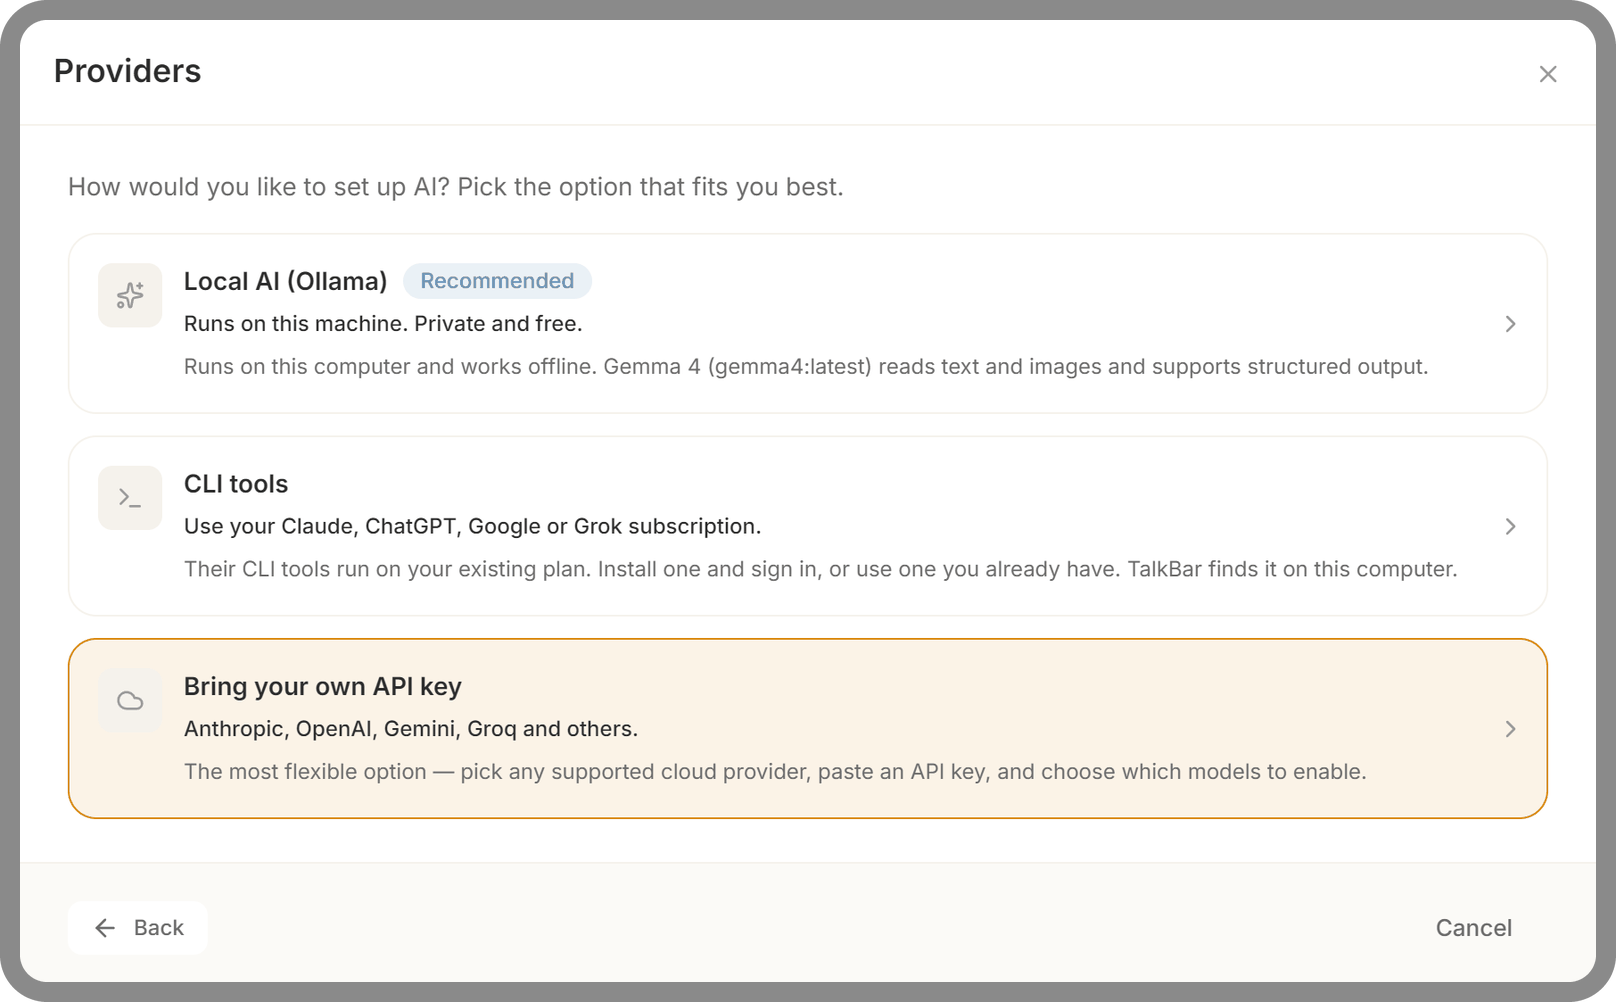 Providers
How would you like to set up AI? Pick the option that fits you best.
Local AI (Ollama) Recommended
Runs on this machine. Private and free.
Runs on this computer and works offline. Gemma 4 (gemma4:latest) reads text and images and supports structured output.
CLI tools
Use your Claude, ChatGPT, Google or Grok subscription.
Their CLI tools run on your existing plan. Install one and sign in, or use one you already have. TalkBar finds it on this computer.
Bring your own API key
Anthropic, OpenAI, Gemini, Groq and others.
The most flexible option — pick any supported cloud provider, paste an API key, and choose which models to enable.
Back
Cancel